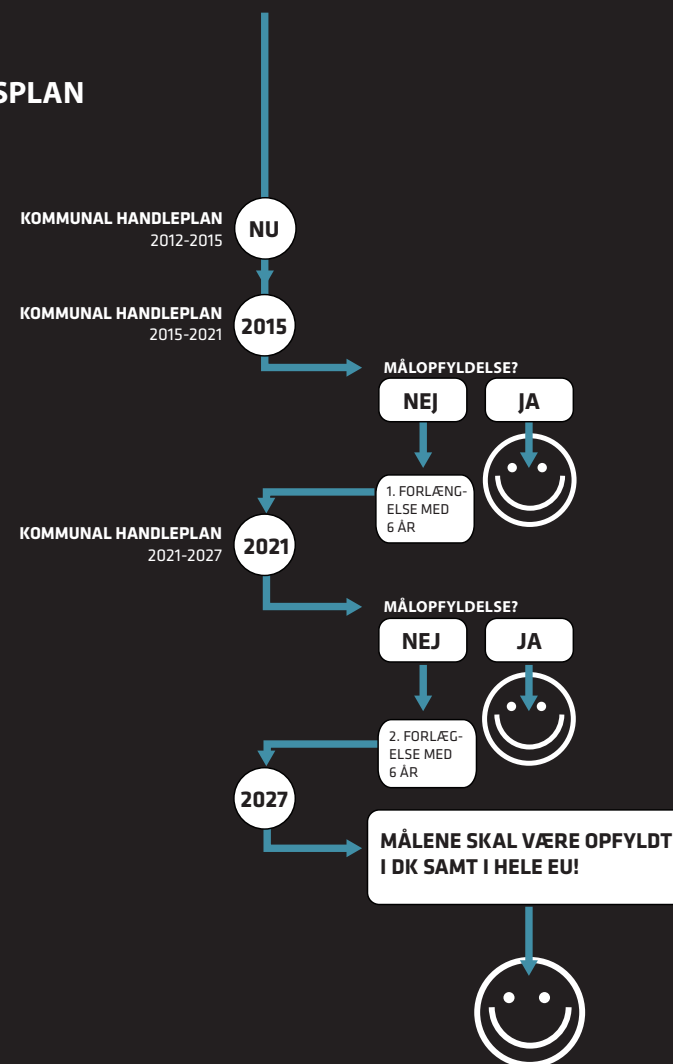 SPLAN
KOMMUNAL HANDLEPLAN
2012-2015
NU
KOMMUNAL HANDLEPLAN
2015-2021
2015
MÅLOPFYLDELSE?
NEJ
JA
1. FORLÆNG-
ELSE MED
6 ÅR
KOMMUNAL HANDLEPLAN
2021-2027
2021
MÅLOPFYLDELSE?
NEJ
JA
2. FORLÆG-
ELSE MED
6 ÅR
2027
MÅLENE SKAL VÆRE OPFYLDT
I DK SAMT I HELE EU!